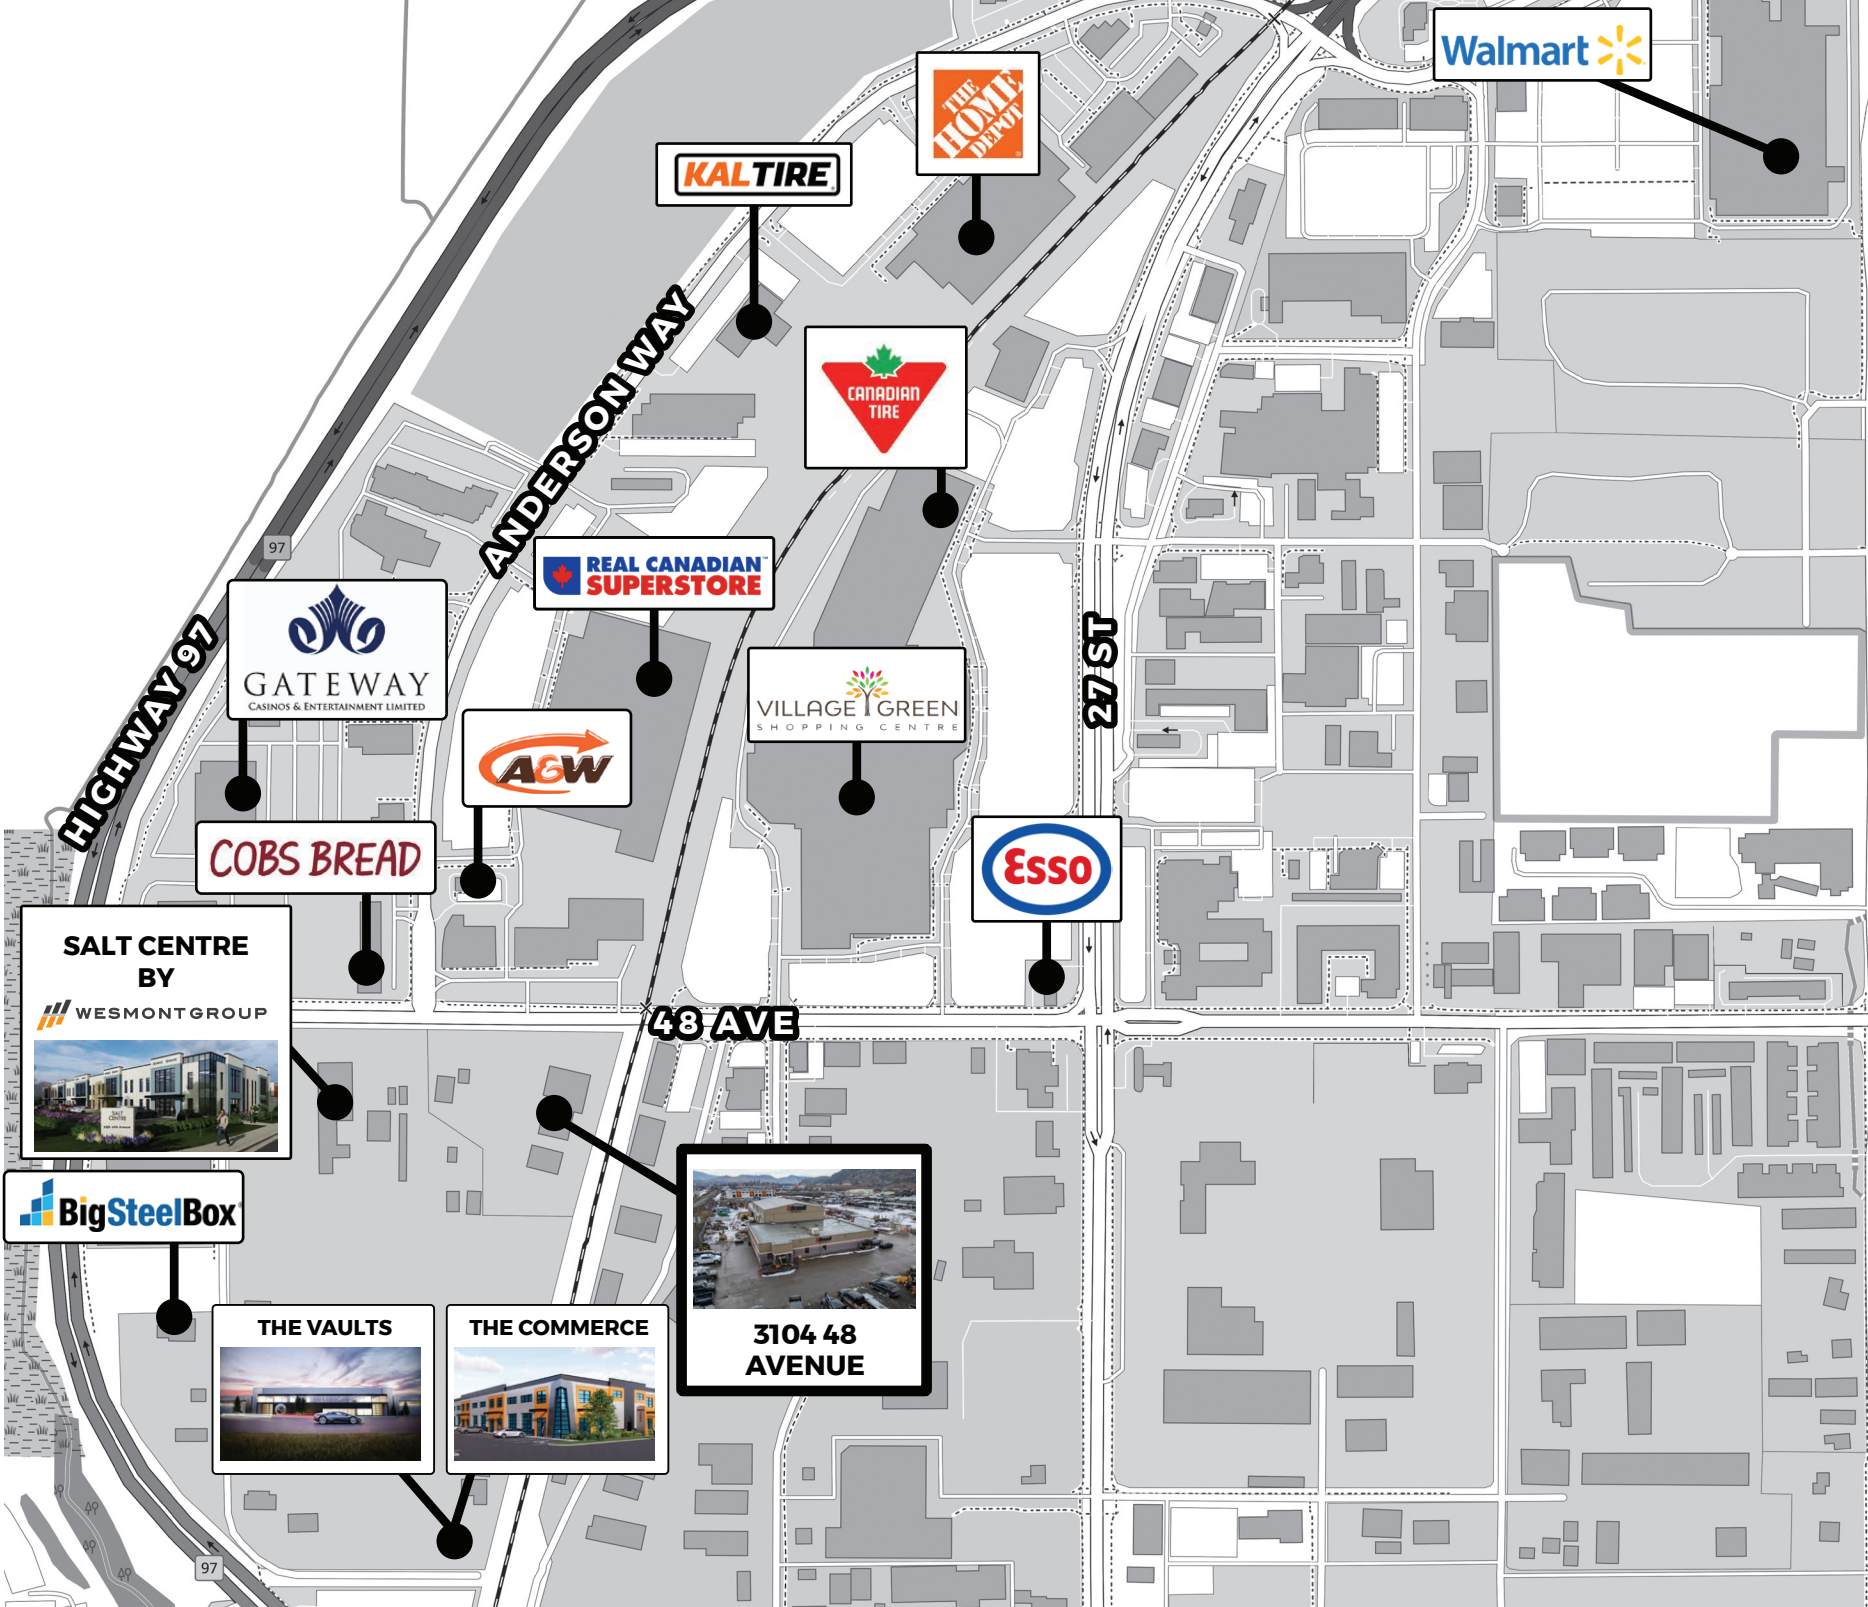 Walmart
THE
HOME
DEPOT
KALTIRE
ANDERSON WAY
CANADIAN
TIRE
97
REAL CANADIAN
SUPERSTORE
HIGHWAY 97
GATEWAY
CASINOS & ENTERTAINMENT LIMITED
27 ST
VILLAGE GREEN
SHOPPING CENTRE
A&W
COBS BREAD
Esso
SALT CENTRE
BY
WESMONTGROUP
SALT
CENTRE
48 AVE
BigSteelBox
THE VAULTS
THE COMMERCE
3104 48
AVENUE
97